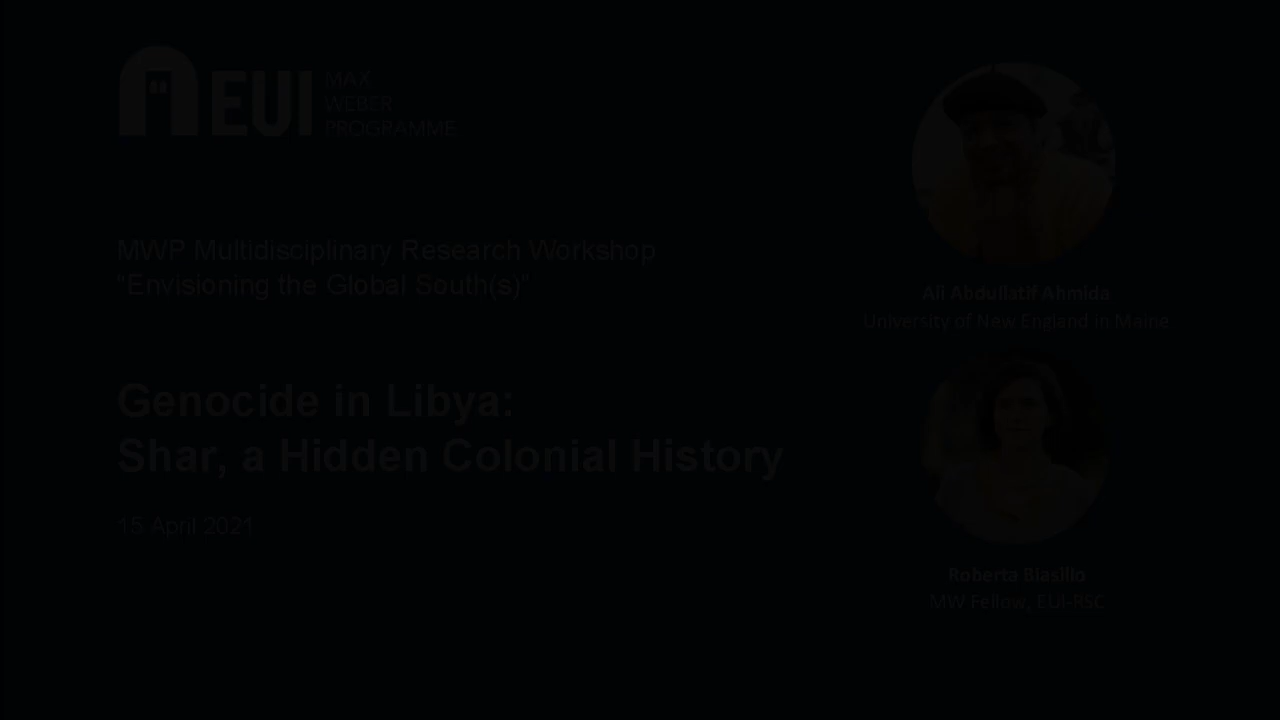 EUI
MAX
WEBER
PROGRAMME
MWP Multidisciplinary Research Workshop
"Envisioning the Global South(s)"
Genocide in Libya:
Shar, a Hidden Colonial History
15 April 2021
Ali Abdullatif Ahmida
University of New England in Maine
Roberta Biasillo
MW Fellow, EUI-RSC